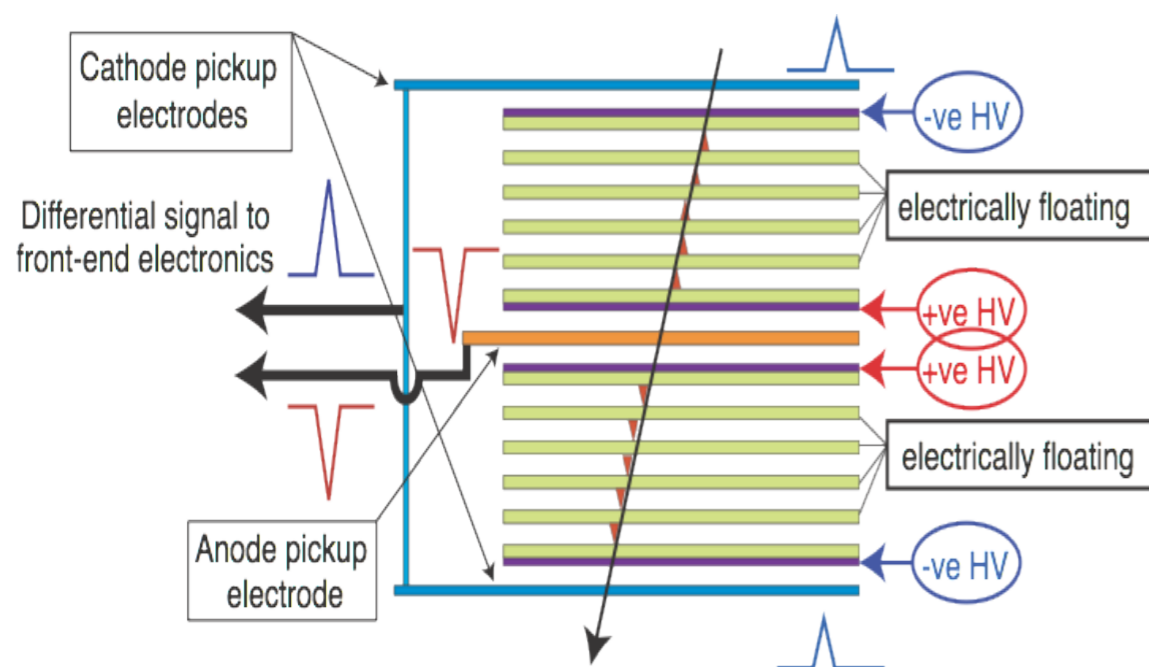 Cathode pickup
electrodes
-ve HV
electrically floating
Differential signal to
front-end electronics
+ve HV
+ve HV
electrically floating
Anode pickup
electrode
-ve HV